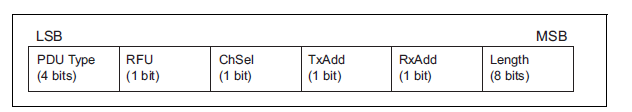 LSB MSB
PDU Type RFU ChSel TxAdd RxAdd Length
(4 bits) (1 bit) (1 bit) (1 bit) (1 bit) (8 bits)